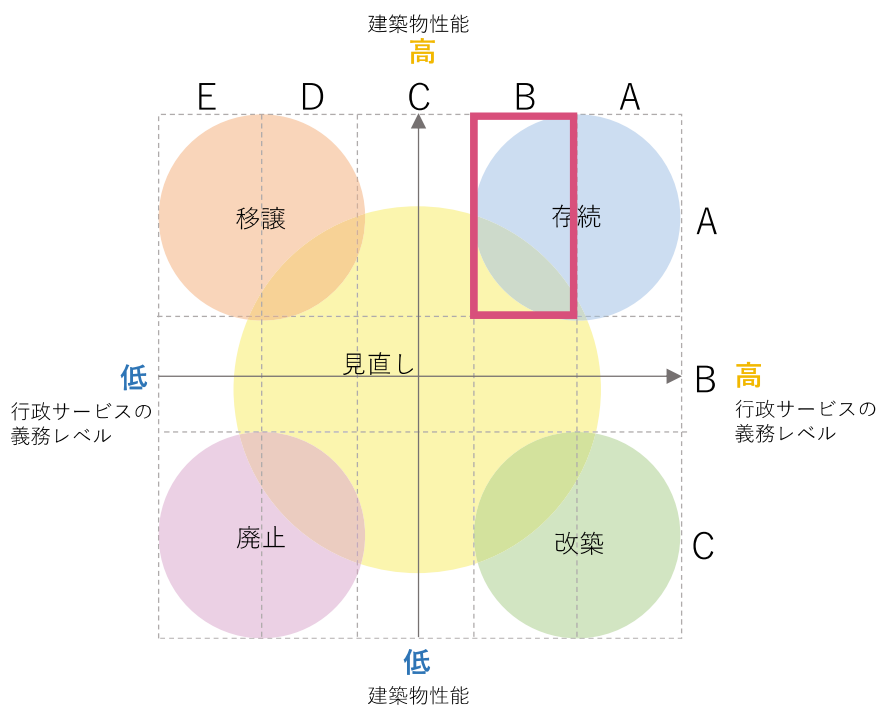 建築物性能
高
E D C B A
移譲
存続
A
見直し
低
行政サービスの
義務レベル
B
高
行政サービスの
義務レベル
廃止
改築
C
低
建築物性能